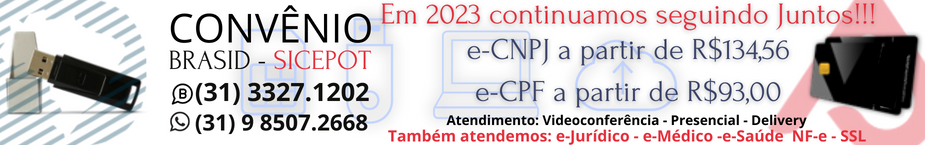 CONVÊNIO
BRASID - SICEPOT
(31) 3327.1202
(31) 9 8507.2668
Em 2023 continuamos seguindo Juntos!!!
e-CNPJ a partir de R$134,56
e-CPF a partir de R$93,00
Atendimento: Videoconferência - Presencial - Delivery
Também atendemos: e-Jurídico - e-Médico -e-Saúde NF-e - SSL